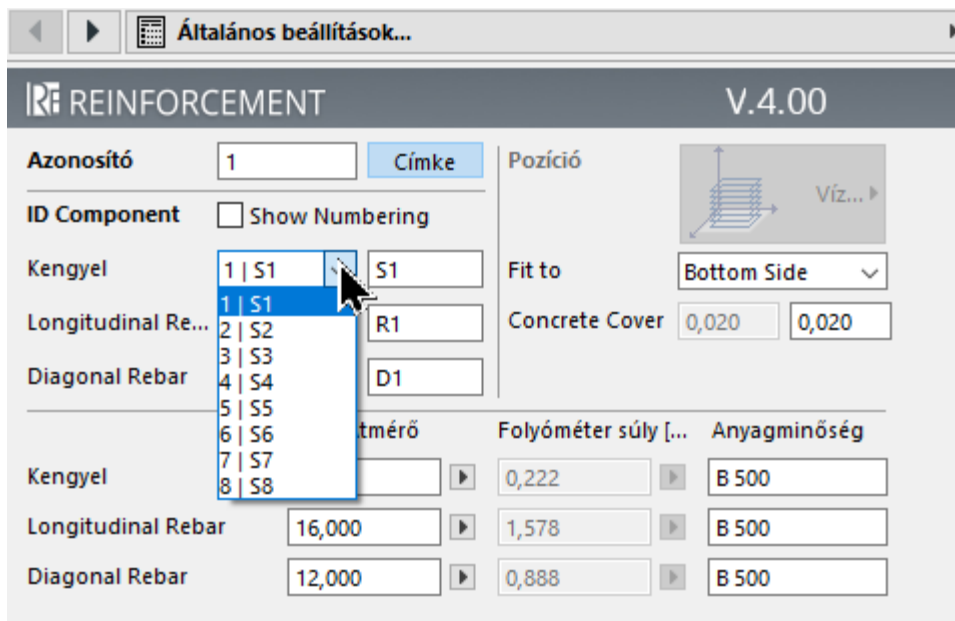 Általános beállítások...
REINFORCEMENT V.4.00
Azonosító 1 Címke
ID Component Show Numbering
Kengyel 1 | S1 S1
1 | S1
2 | S2
3 | S3
4 | S4
5 | S5
6 | S6
7 | S7
8 | S8
Longitudinal Re... R1
Diagonal Rebar D1
Pozíció Víz...
Fit to Bottom Side
Concrete Cover 0,020 0,020
Folyóméter súly [... Anyagminőség
Kengyel 0,222 B 500
Longitudinal Rebar 16,000 1,578 B 500
Diagonal Rebar 12,000 0,888 B 500